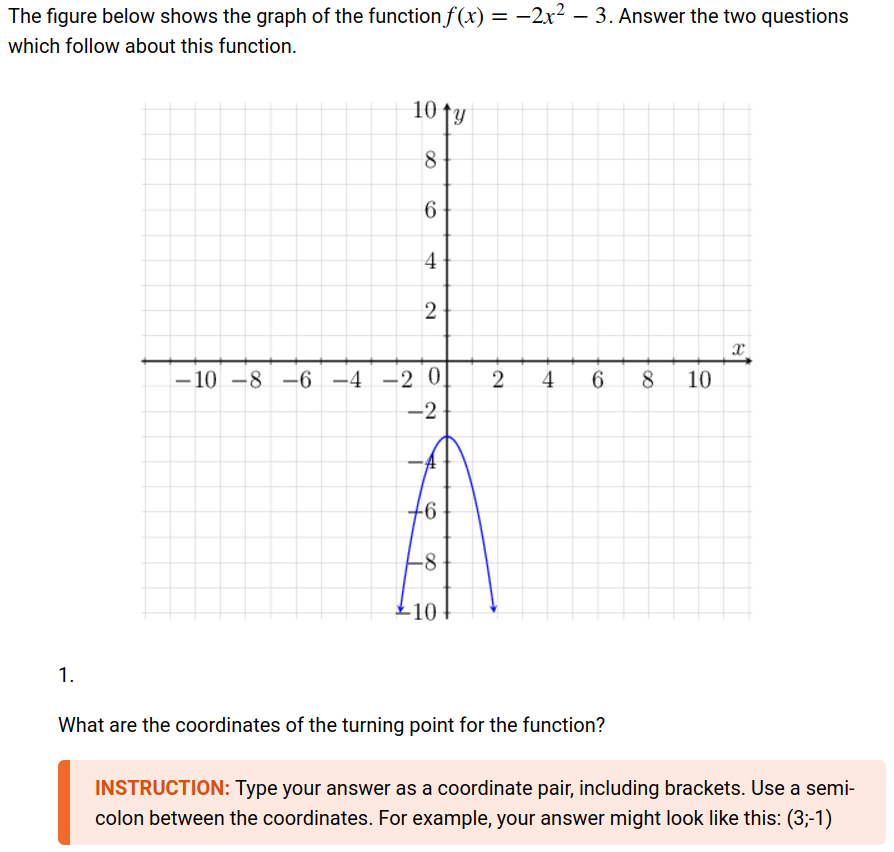 The figure below shows the graph of the function f(x) = −2x² − 3. Answer the two questions
which follow about this function.
10 y
8
6
4
2
x
−10 −8 −6 −4 −2 0 2 4 6 8 10
−2
−4
−6
−8
−10
1.
What are the coordinates of the turning point for the function?
INSTRUCTION: Type your answer as a coordinate pair, including brackets. Use a semi-
colon between the coordinates. For example, your answer might look like this: (3;-1)